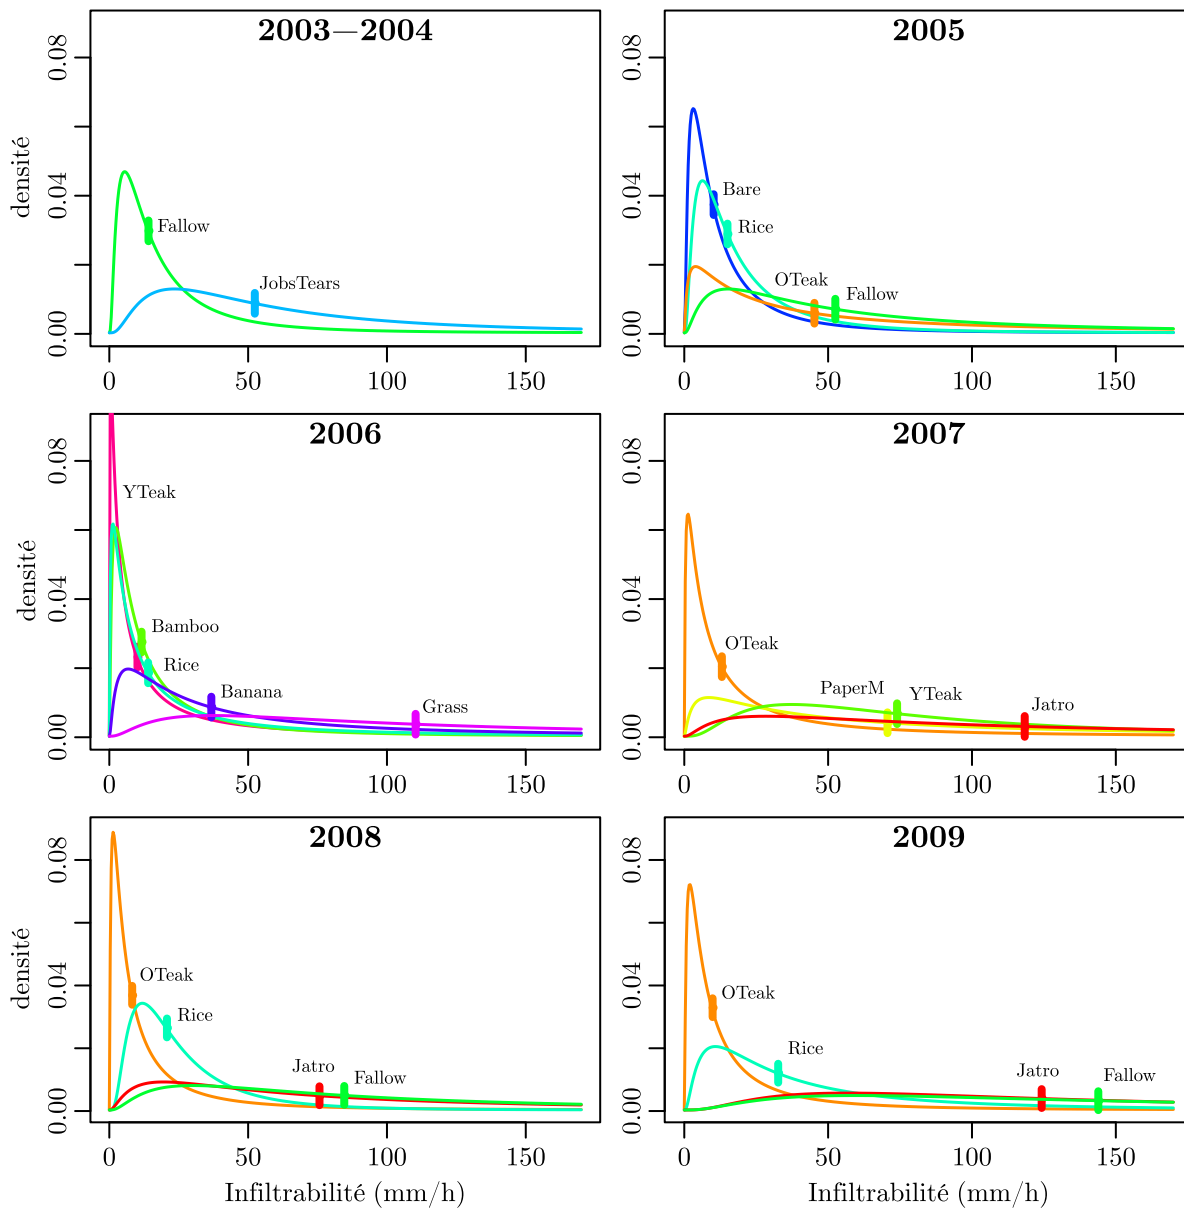 2003−2004
densité
0.08
0.04
0.00
Fallow
JobsTears
0 50 100 150
2005
0.08
0.04
0.00
Bare
Rice
OTeak
Fallow
0 50 100 150
2006
densité
0.08
0.04
0.00
YTeak
Bamboo
Rice
Banana
Grass
0 50 100 150
2007
0.08
0.04
0.00
OTeak
PaperM
YTeak
Jatro
0 50 100 150
2008
densité
0.08
0.04
0.00
OTeak
Rice
Jatro
Fallow
0 50 100 150
Infiltrabilité (mm/h)
2009
0.08
0.04
0.00
OTeak
Rice
Jatro
Fallow
0 50 100 150
Infiltrabilité (mm/h)